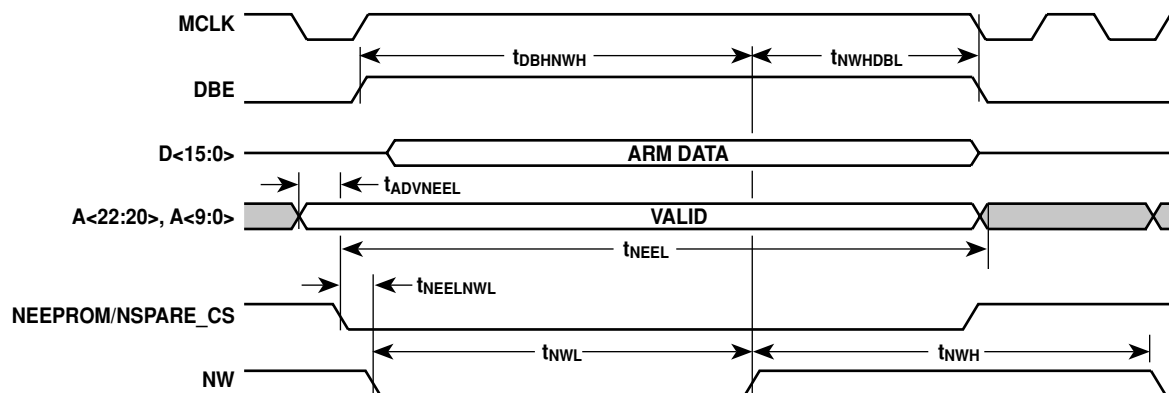 MCLK
tDBHNWH tNWHDBL
DBE
D<15:0> ARM DATA
tADVNEEL
A<22:20>, A<9:0> VALID
tNEEL
tNEELNWL
NEEPROM/NSPARE_CS
tNWL tNWH
NW